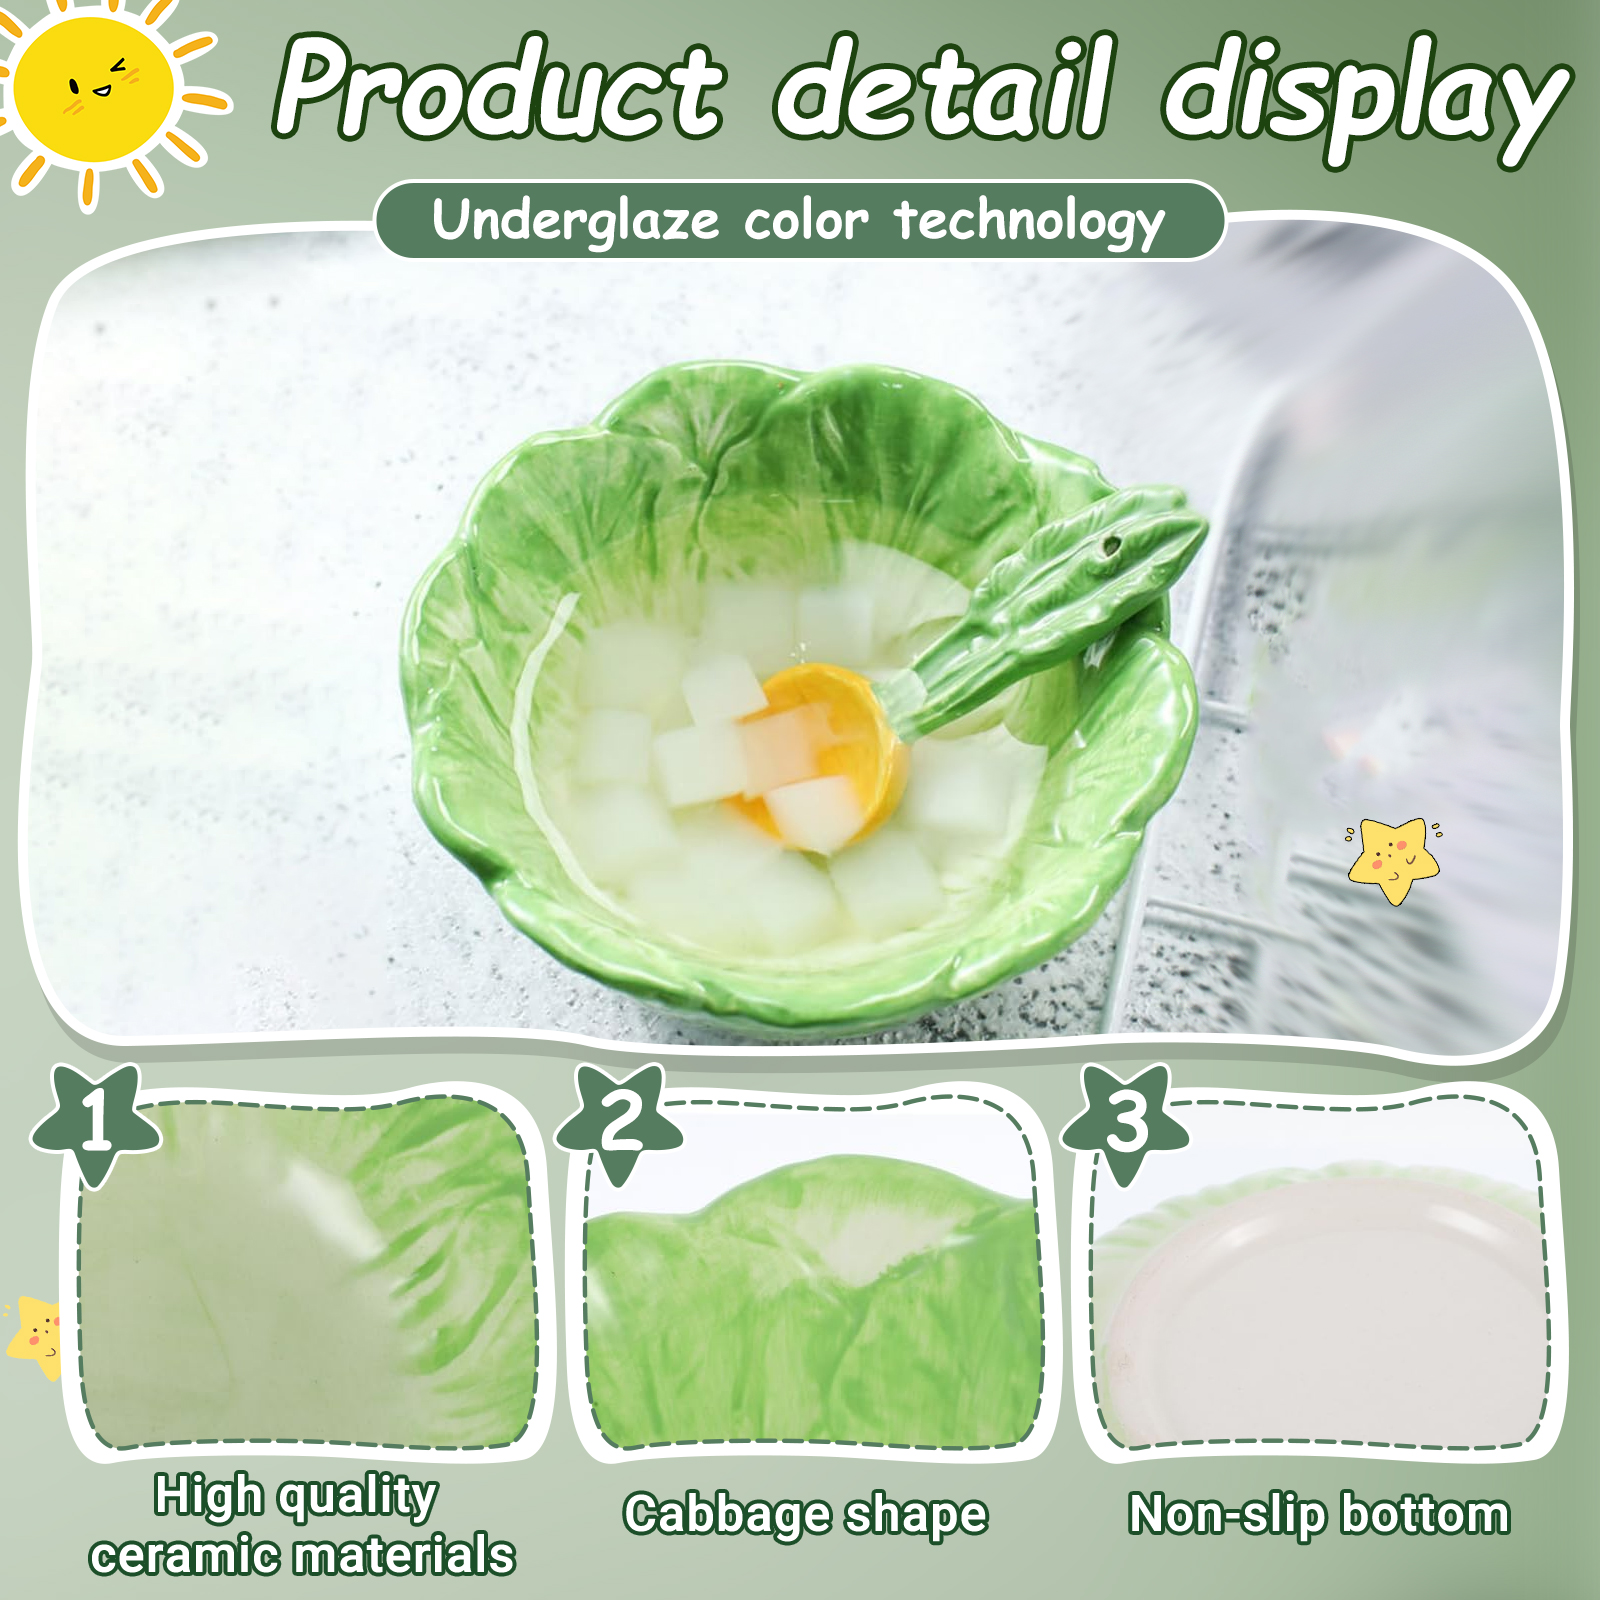 Product detail display
Underglaze color technology
1
2
3
High quality
ceramic materials
Cabbage shape
Non-slip bottom